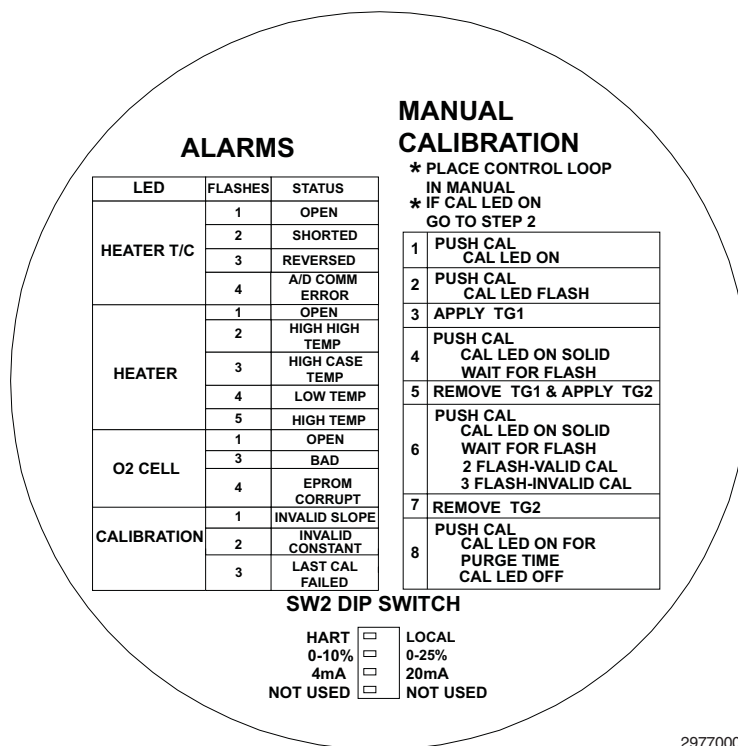 ALARMS
LED FLASHES STATUS
HEATER T/C
1 OPEN
2 SHORTED
3 REVERSED
4 A/D COMM
ERROR
HEATER
1 OPEN
2 HIGH HIGH
TEMP
3 HIGH CASE
TEMP
4 LOW TEMP
5 HIGH TEMP
O2 CELL
1 OPEN
3 BAD
4 EPROM
CORRUPT
CALIBRATION
1 INVALID SLOPE
2 INVALID
CONSTANT
3 LAST CAL
FAILED
MANUAL
CALIBRATION
* PLACE CONTROL LOOP
IN MANUAL
* IF CAL LED ON
GO TO STEP 2
1 PUSH CAL
CAL LED ON
2 PUSH CAL
CAL LED FLASH
3 APPLY TG1
4 PUSH CAL
CAL LED ON SOLID
WAIT FOR FLASH
5 REMOVE TG1 & APPLY TG2
6 PUSH CAL
CAL LED ON SOLID
WAIT FOR FLASH
2 FLASH-VALID CAL
3 FLASH-INVALID CAL
7 REMOVE TG2
8 PUSH CAL
CAL LED ON FOR
PURGE TIME
CAL LED OFF
SW2 DIP SWITCH
HART LOCAL
0-10% 0-25%
4mA 20mA
NOT USED NOT USED